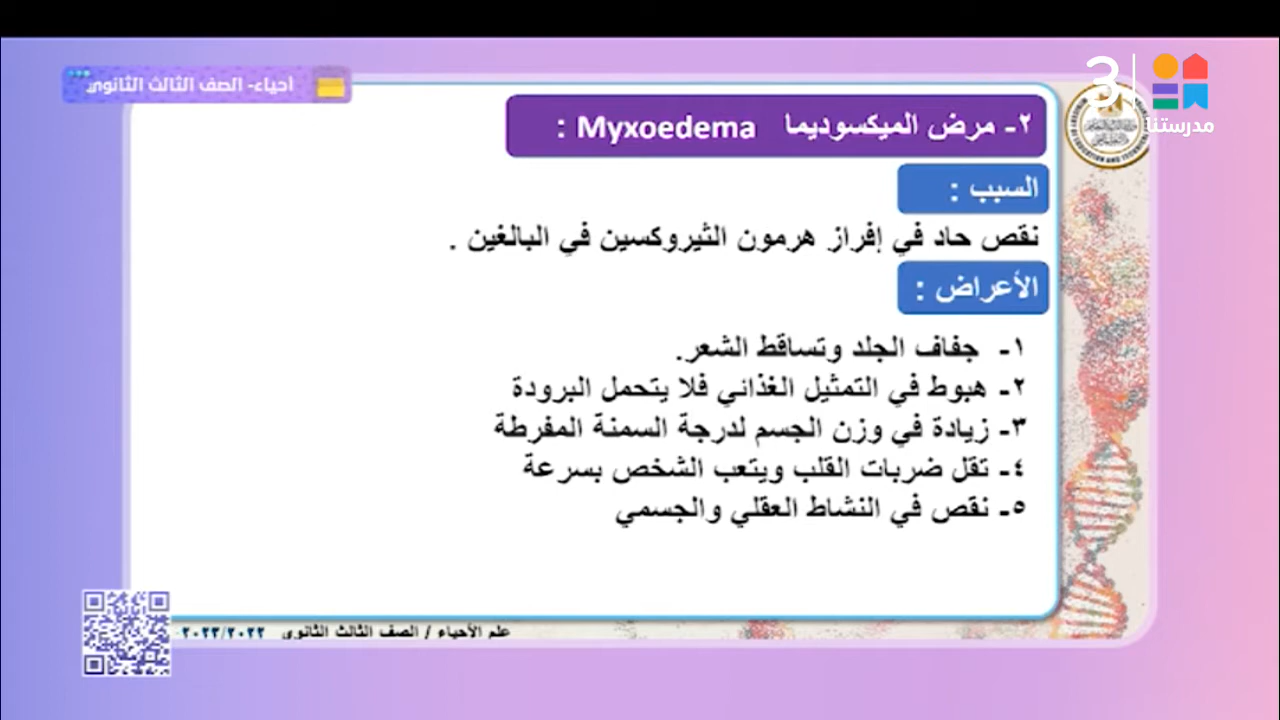 أحياء- الصف الثالث الثانوي
3
مدرستنا
٢- مرض الميكسوديما Myxoedema :
السبب :
نقص حاد في إفراز هرمون الثيروكسين في البالغين .
الأعراض :
١- جفاف الجلد وتساقط الشعر.
٢- هبوط في التمثيل الغذائي فلا يتحمل البرودة
٣- زيادة في وزن الجسم لدرجة السمنة المفرطة
٤- تقل ضربات القلب ويتعب الشخص بسرعة
٥- نقص في النشاط العقلي والجسمي
علم الأحياء / الصف الثالث الثانوي ٢٠٢٣/٢٠٢٢